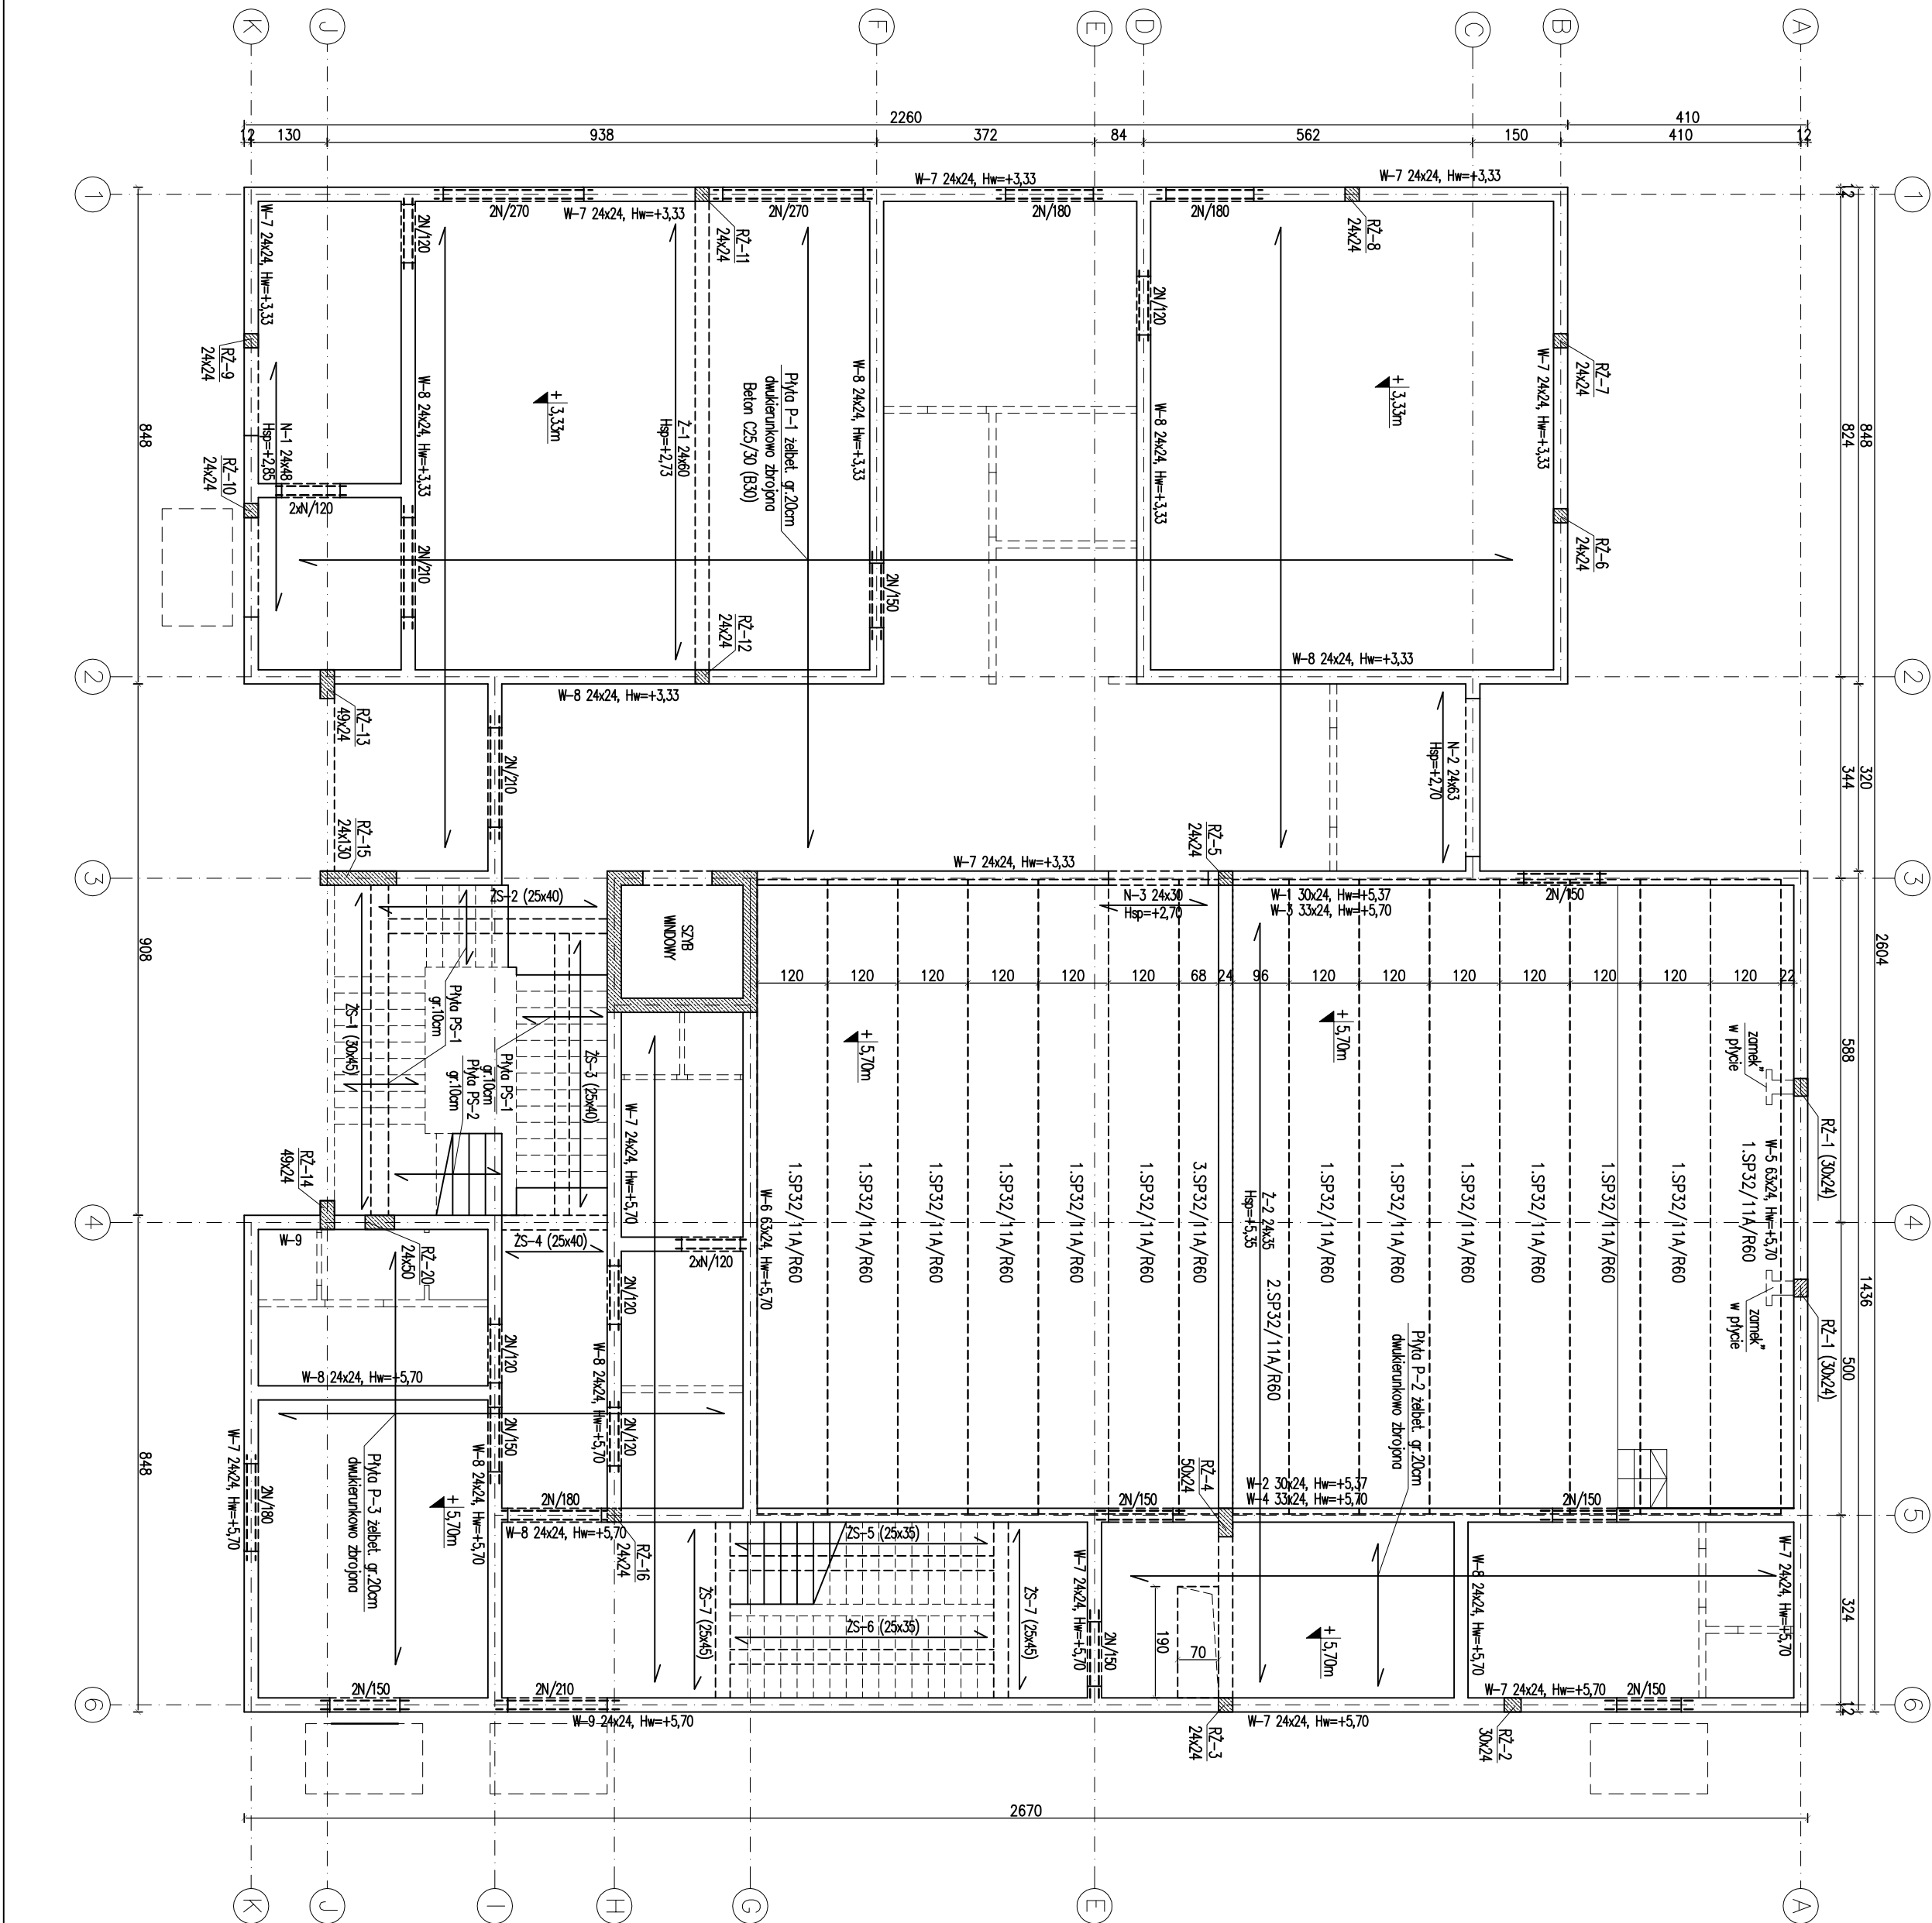 K
J
F
E
D
C
B
A
2260
410
12
130
938
372
84
562
150
410
12
1
1
W-7 24x24, Hw=+3,33
W-7 24x24, Hw=+3,33
2N/270
W-7 24x24, Hw=+3,33
2N/270
2N/180
2N/180
12
W-7 24x24, Hw=+3,33
2N/120
RŻ-11
24x24
RŻ-8
24x24
2N/120
RŻ-9
24x24
W-8 24x24, Hw=+3,33
+ 3,33m
Ż-1 24x60
Hsp=+2,73
Płyta P-1 żelbet. gr.20cm
dwukierunkowo zbrojona
Beton C25/30 (B30)
W-8 24x24, Hw=+3,33
W-8 24x24, Hw=+3,33
+ 3,33m
W-7 24x24, Hw=+3,33
RŻ-7
24x24
848
848
824
N-1 24x48
Hsp=+2,85
RŻ-10
24x24
2xN/120
2N/210
2N/150
RŻ-6
24x24
RŻ-12
24x24
W-8 24x24, Hw=+3,33
2
2
W-8 24x24, Hw=+3,33
RŻ-13
49x24
2N/210
N-2 24x63
Hsp=+2,70
320
344
RŻ-15
24x130
RŻ-5
24x24
W-7 24x24, Hw=+3,33
3
3
ŻS-2 (25x40)
N-3 24x30
Hsp=+2,70
W-1 30x24, Hw=+5,37
W-3 33x24, Hw=+5,70
2N/150
SZYB
WINDOWY
908
2604
120
120
120
120
120
120
68
24
96
120
120
120
120
120
120
120
22
ŻS-1 (30x45)
Płyta PS-1
gr.10cm
Płyta PS-1
gr.10cm
Płyta PS-2
gr.10cm
ŻS-3 (25x40)
+ 5,70m
+ 5,70m
zamek"
w płycie
588
W-7 24x24, Hw=+5,70
RŻ-1 (30x24)
W-5 63x24, Hw=+5,70
1.SP32/11A/R60
1.SP32/11A/R60
1.SP32/11A/R60
1.SP32/11A/R60
1.SP32/11A/R60
1.SP32/11A/R60
1.SP32/11A/R60
3.SP32/11A/R60
1.SP32/11A/R60
1.SP32/11A/R60
1.SP32/11A/R60
1.SP32/11A/R60
1.SP32/11A/R60
1.SP32/11A/R60
RŻ-14
49x24
W-6 63x24, Hw=+5,70
Ż-2 24x35
Hsp=+5,35
2.SP32/11A/R60
4
4
W-9
RŻ-20
24x50
ŻS-4 (25x40)
2xN/120
2N/120
zamek"
w płycie
RŻ-1 (30x24)
1436
500
2N/120
W-8 24x24, Hw=+5,70
W-8 24x24, Hw=+5,70
2N/150
2N/120
Płyta P-2 żelbet. gr.20cm
dwukierunkowo zbrojona
848
W-7 24x24, Hw=+5,70
2N/180
Płyta P-3 żelbet. gr.20cm
dwukierunkowo zbrojona
+ 5,70m
W-8 24x24, Hw=+5,70
2N/180
W-8 24x24, Hw=+5,70
RŻ-4
50x24
2N/150
W-2 30x24, Hw=+5,37
W-4 33x24, Hw=+5,70
2N/150
5
RŻ-16
24x24
ŻS-5 (25x35)
ŻS-7 (25x45)
ŻS-6 (25x35)
ŻS-7 (25x45)
W-7 24x24, Hw=+5,70
2N/150
190
70
+ 5,70m
W-8 24x24, Hw=+5,70
W-7 24x24, Hw=+5,70
324
2N/150
2N/210
W-7 24x24, Hw=+5,70
2N/150
6
6
12
W-9 24x24, Hw=+5,70
RŻ-3
24x24
W-7 24x24, Hw=+5,70
RŻ-2
30x24
2670
K
J
I
H
G
E
A